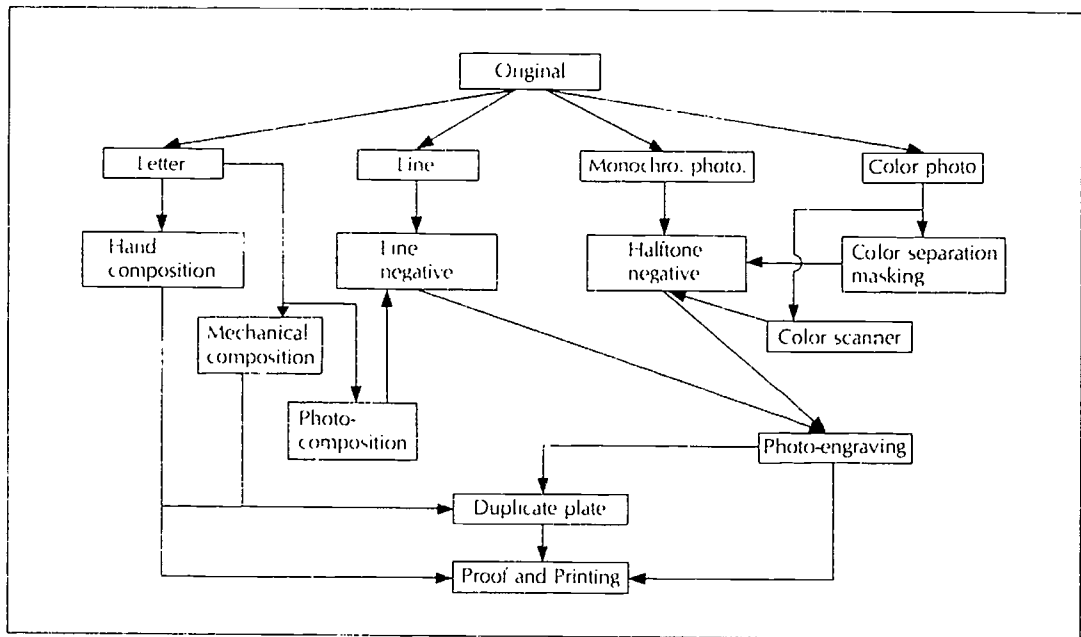 Original
Letter
Line
Monochro. photo.
Color photo
Hand
composition
Line
negative
Halftone
negative
Color separation
masking
Mechanical
composition
Color scanner
Photo-
composition
Photo-engraving
Duplicate plate
Proof and Printing